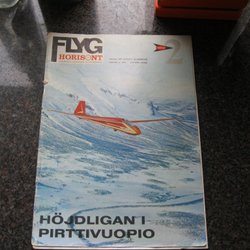 FLYG
HORISONT
2
HÖJDLIGAN I
PIRTTIVUOPIO